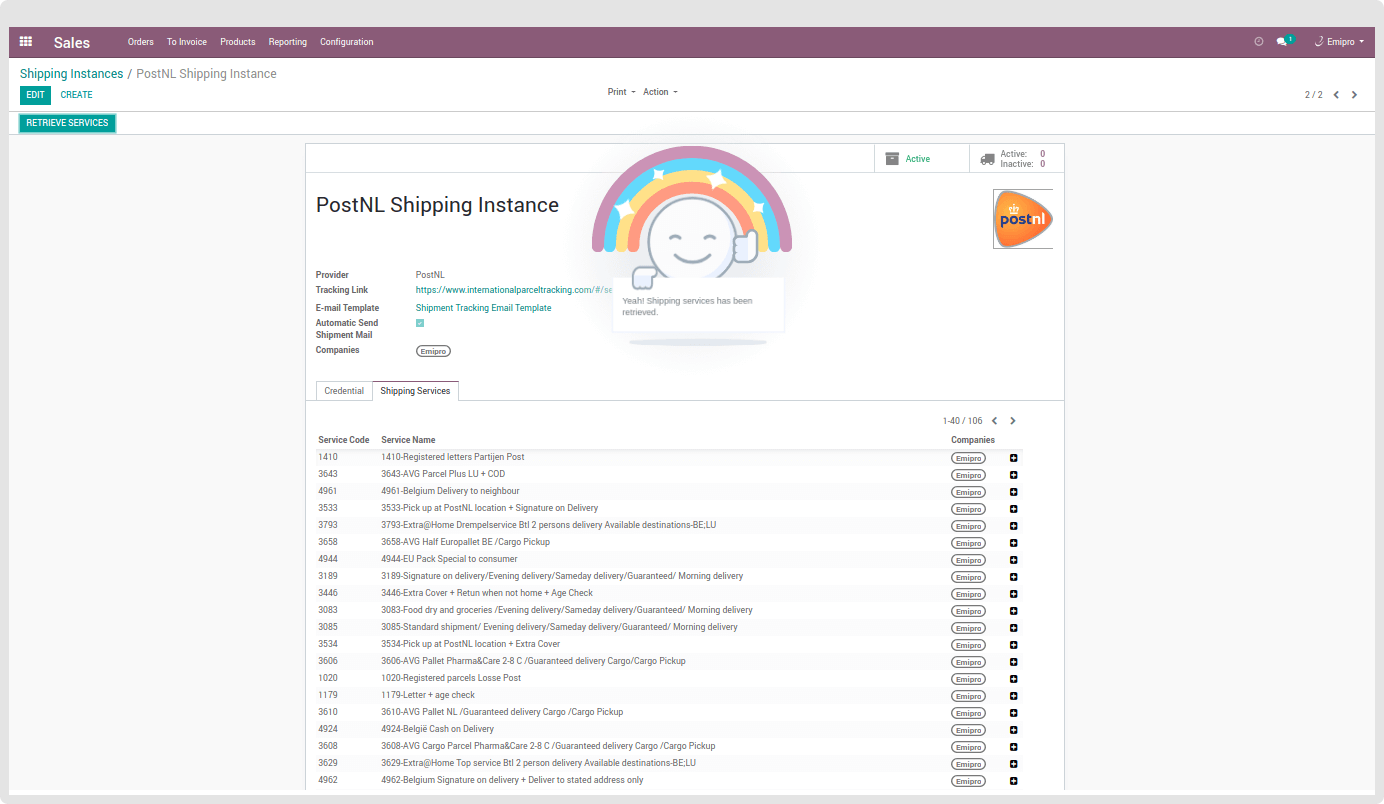 Sales Orders To Invoice Products Reporting Configuration 1 Emipro
Shipping Instances / PostNL Shipping Instance
EDIT CREATE Print Action 2 / 2
RETRIEVE SERVICES
Active Active: 0
Inactive: 0
PostNL Shipping Instance
postnl
Provider PostNL
Tracking Link https://www.internationalparceltracking.com/#/se
Yeah! Shipping services has been
retrieved.
E-mail Template Shipment Tracking Email Template
Automatic Send
Shipment Mail
Companies Emipro
Credential Shipping Services
1-40 / 106
Service Code Service Name Companies
1410 1410-Registered letters Partijen Post Emipro
3643 3643-AVG Parcel Plus LU + COD Emipro
4961 4961-Belgium Delivery to neighbour Emipro
3533 3533-Pick up at PostNL location + Signature on Delivery Emipro
3793 3793-Extra@Home Drempelservice Btl 2 persons delivery Available destinations-BE;LU Emipro
3658 3658-AVG Half Europallet BE /Cargo Pickup Emipro
4944 4944-EU Pack Special to consumer Emipro
3189 3189-Signature on delivery/Evening delivery/Sameday delivery/Guaranteed/ Morning delivery Emipro
3446 3446-Extra Cover + Retun when not home + Age Check Emipro
3083 3083-Food dry and groceries /Evening delivery/Sameday delivery/Guaranteed/ Morning delivery Emipro
3085 3085-Standard shipment/ Evening delivery/Sameday delivery/Guaranteed/ Morning delivery Emipro
3534 3534-Pick up at PostNL location + Extra Cover Emipro
3606 3606-AVG Pallet Pharma&Care 2-8 C /Guaranteed delivery Cargo/Cargo Pickup Emipro
1020 1020-Registered parcels Losse Post Emipro
1179 1179-Letter + age check Emipro
3610 3610-AVG Pallet NL /Guaranteed delivery Cargo /Cargo Pickup Emipro
4924 4924-België Cash on Delivery Emipro
3608 3608-AVG Cargo Parcel Pharma&Care 2-8 C /Guaranteed delivery Cargo /Cargo Pickup Emipro
3629 3629-Extra@Home Top service Btl 2 person delivery Available destinations-BE;LU Emipro
4962 4962-Belgium Signature on delivery + Deliver to stated address only Emipro